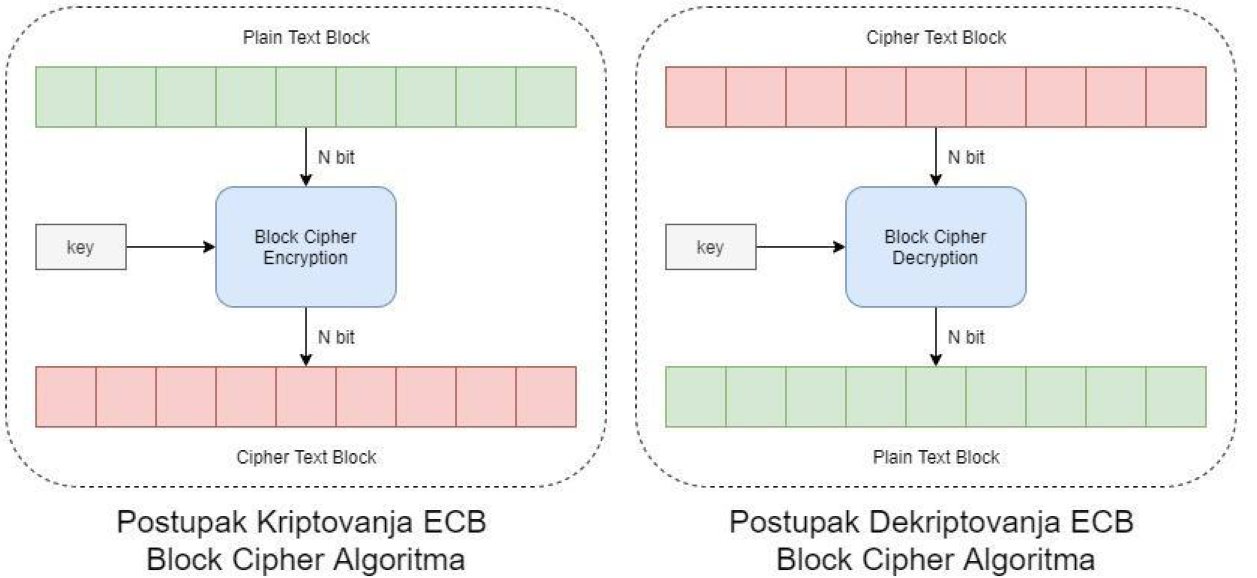 Plain Text Block
N bit
key
Block Cipher
Encryption
N bit
Cipher Text Block
Postupak Kriptovanja ECB
Block Cipher Algoritma
Cipher Text Block
N bit
key
Block Cipher
Decryption
N bit
Plain Text Block
Postupak Dekriptovanja ECB
Block Cipher Algoritma